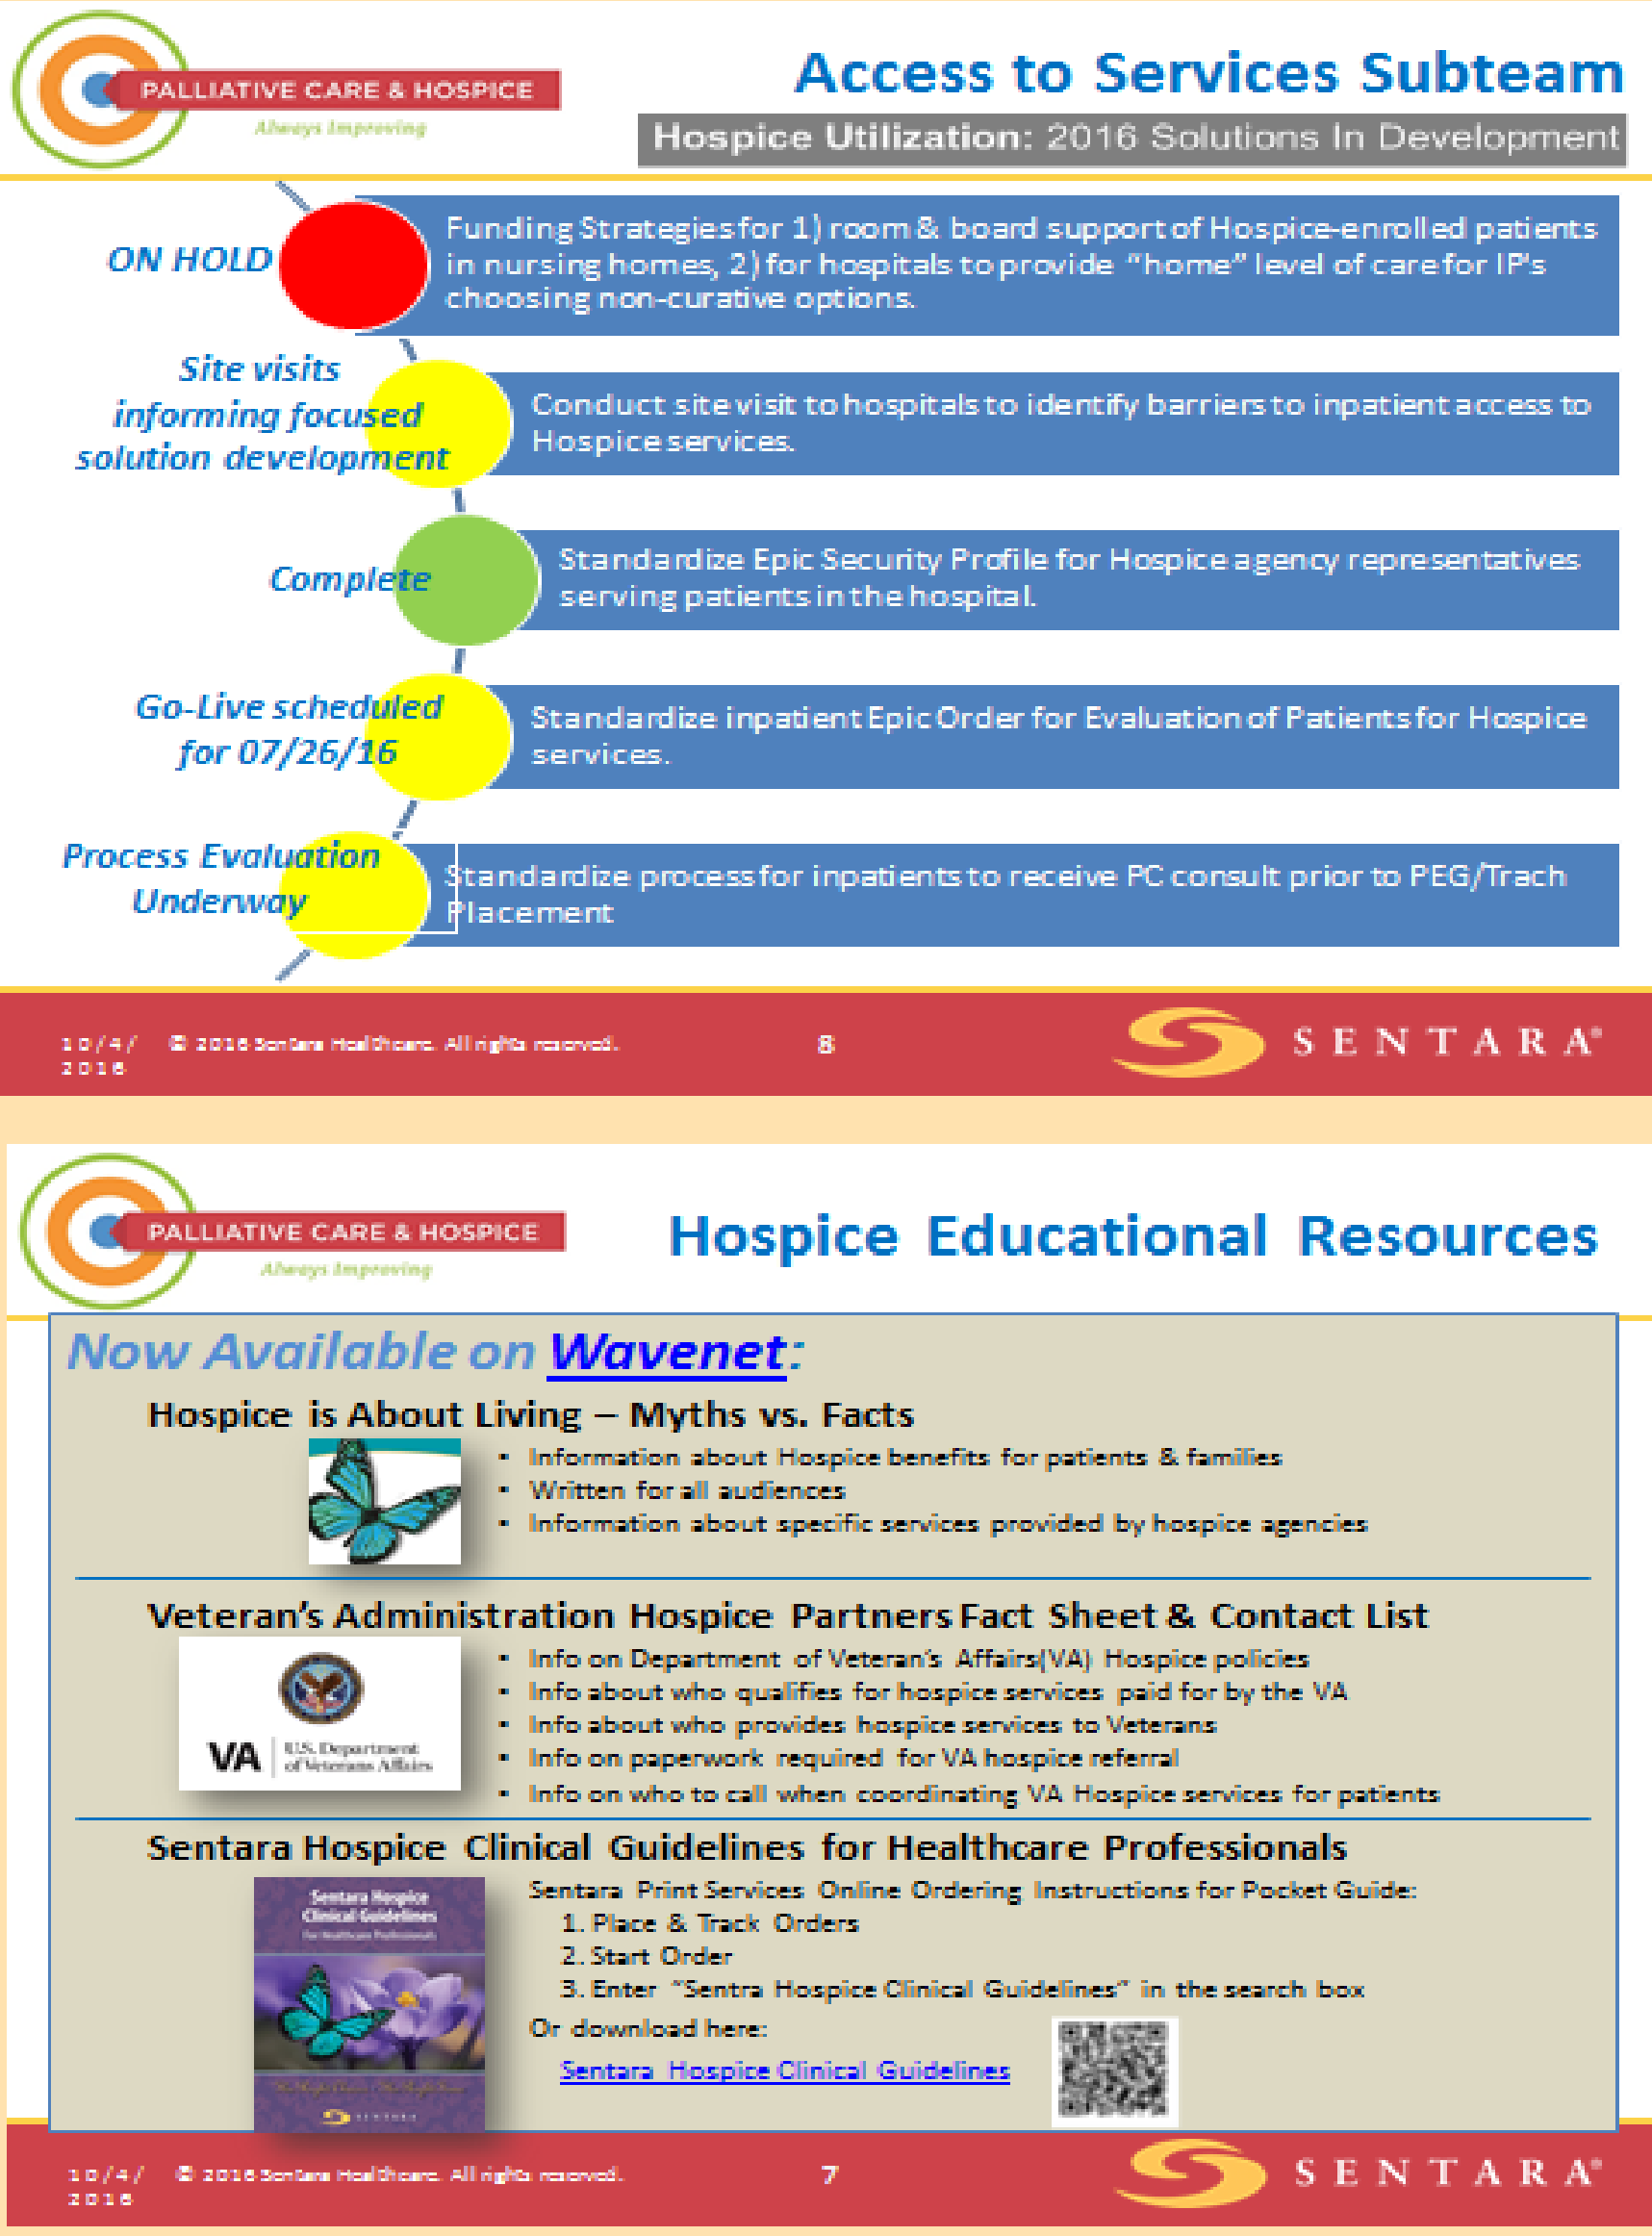 PALLIATIVE CARE & HOSPICE
Always Improving
Access to Services Subteam
Hospice Utilization: 2016 Solutions In Development
ON HOLD
Funding Strategies for 1) room & board support of Hospice-enrolled patients
in nursing homes, 2) for hospitals to provide “home” level of care for IP's
choosing non-curative options.
Site visits
informing focused
solution development
Conduct site visit to hospitals to identify barriers to inpatient access to
Hospice services.
Complete
Standardize Epic Security Profile for Hospice agency representatives
serving patients in the hospital.
Go-Live scheduled
for 07/26/16
Standardize inpatient Epic Order for Evaluation of Patients for Hospice
services.
Process Evaluation
Underway
Standardize process for inpatients to receive PC consult prior to PEG/Trach
Placement
10/4/
2016
© 2016 Sentara Healthcare. All rights reserved.
8
SENTARA®
PALLIATIVE CARE & HOSPICE
Always Improving
Hospice Educational Resources
Now Available on Wavenet:
Hospice is About Living – Myths vs. Facts
• Information about Hospice benefits for patients & families
• Written for all audiences
• Information about specific services provided by hospice agencies
Veteran’s Administration Hospice Partners Fact Sheet & Contact List
VA
U.S. Department
of Veterans Affairs
• Info on Department of Veteran’s Affairs(VA) Hospice policies
• Info about who qualifies for hospice services paid for by the VA
• Info about who provides hospice services to Veterans
• Info on paperwork required for VA hospice referral
• Info on who to call when coordinating VA Hospice services for patients
Sentara Hospice Clinical Guidelines for Healthcare Professionals
Sentara Hospice
Clinical Guidelines
For Healthcare Professionals
SENTARA
Sentara Print Services Online Ordering Instructions for Pocket Guide:
1. Place & Track Orders
2. Start Order
3. Enter “Sentra Hospice Clinical Guidelines” in the search box
Or download here:
Sentara Hospice Clinical Guidelines
10/4/
2016
© 2016 Sentara Healthcare. All rights reserved.
7
SENTARA®